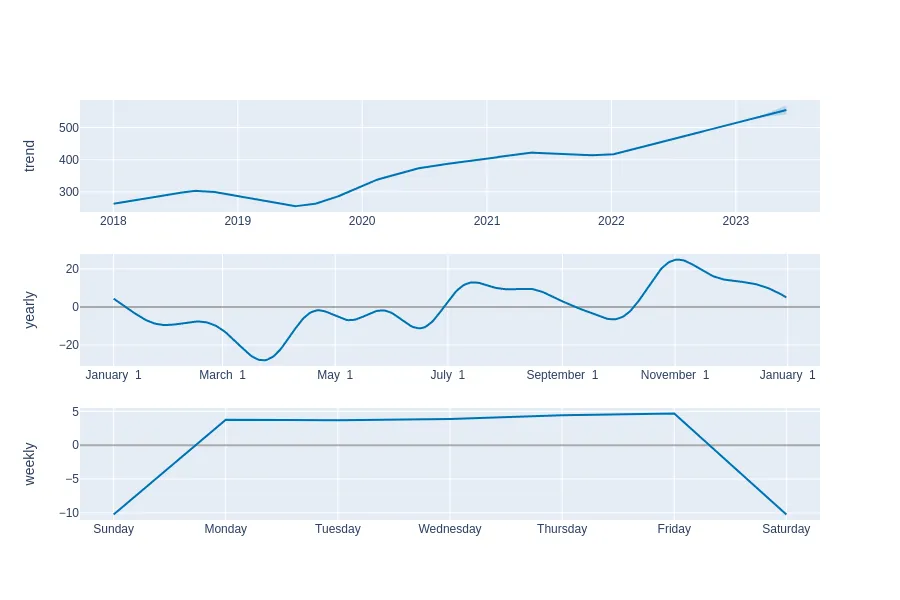 trend
500
400
300
2018 2019 2020 2021 2022 2023
yearly
20
0
−20
January 1 March 1 May 1 July 1 September 1 November 1 January 1
weekly
5
0
−5
−10
Sunday Monday Tuesday Wednesday Thursday Friday Saturday